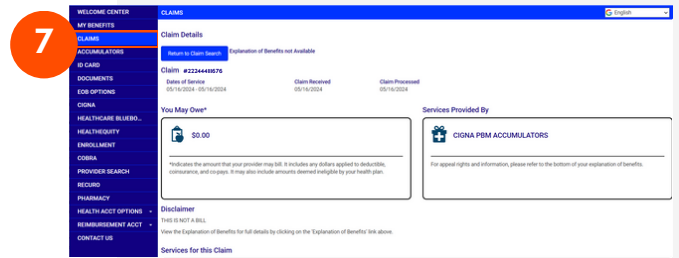 7
WELCOME CENTER
MY BENEFITS
CLAIMS
ACCUMULATORS
ID CARD
DOCUMENTS
EOB OPTIONS
CIGNA
HEALTHCARE BLUEBO...
HEALTHEQUITY
ENROLLMENT
COBRA
PROVIDER SEARCH
RECURO
PHARMACY
HEALTH ACCT OPTIONS
REIMBURSEMENT ACCT
CONTACT US
CLAIMS
G English
Claim Details
Return to Claim Search Explanation of Benefits not Available
Claim #22244411676
Dates of Service Claim Received Claim Processed
05/16/2024 - 05/16/2024 05/16/2024 05/16/2024
You May Owe* Services Provided By
$0.00 CIGNA PBM ACCUMULATORS
*Indicates the amount that your provider may bill. It includes any dollars applied to deductible,
coinsurance, and co-pays. It may also include amounts deemed ineligible by your health plan.
For appeal rights and information, please refer to the bottom of your explanation of benefits.
Disclaimer
THIS IS NOT A BILL
View the Explanation of Benefits for full details by clicking on the 'Explanation of Benefits' link above.
Services for this Claim